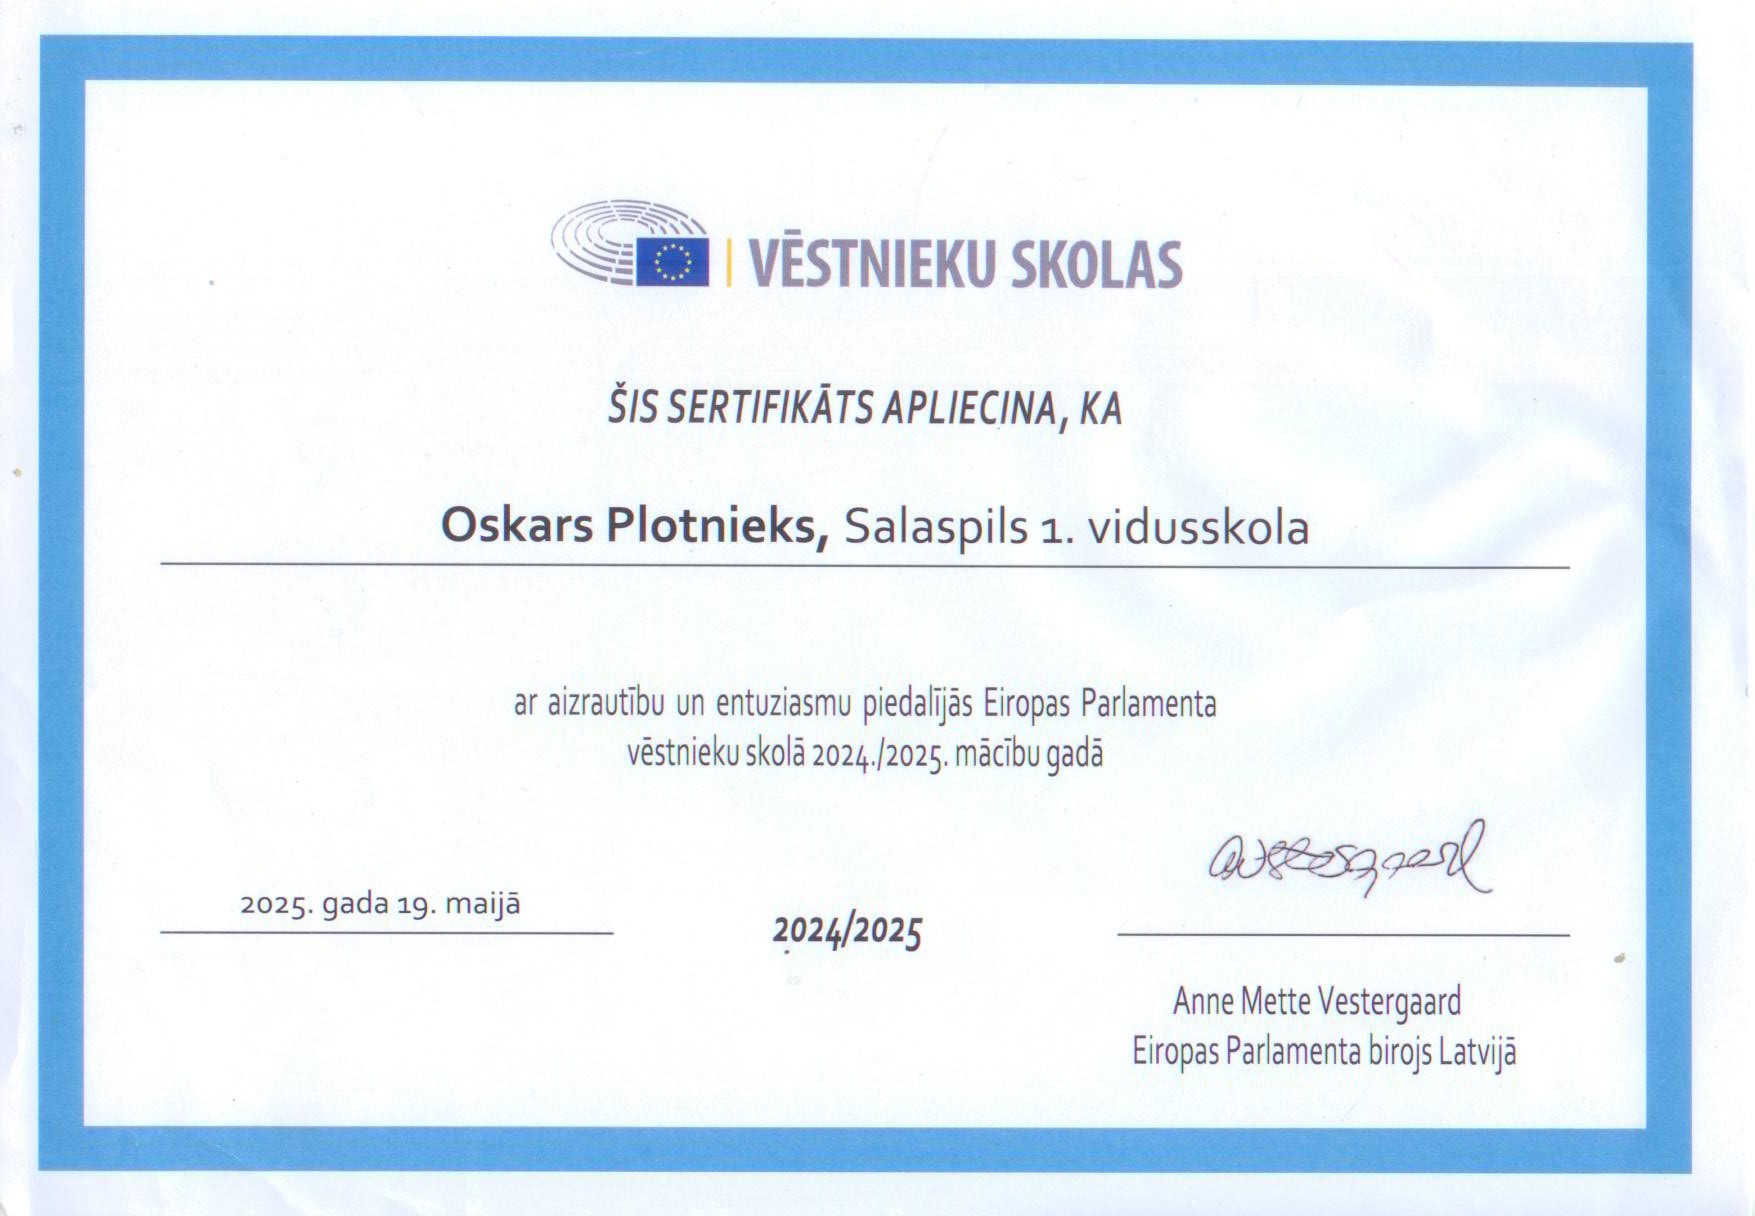 VĒSTNIEKU SKOLAS
ŠIS SERTIFIKĀTS APLIECINA, KA
Oskars Plotnieks, Salaspils 1. vidusskola
ar aizrautību un entuziasmu piedalījās Eiropas Parlamenta
vēstnieku skolā 2024./2025. mācību gadā
2025. gada 19. maijā
2024/2025
Anne Mette Vestergaard
Eiropas Parlamenta birojs Latvijā